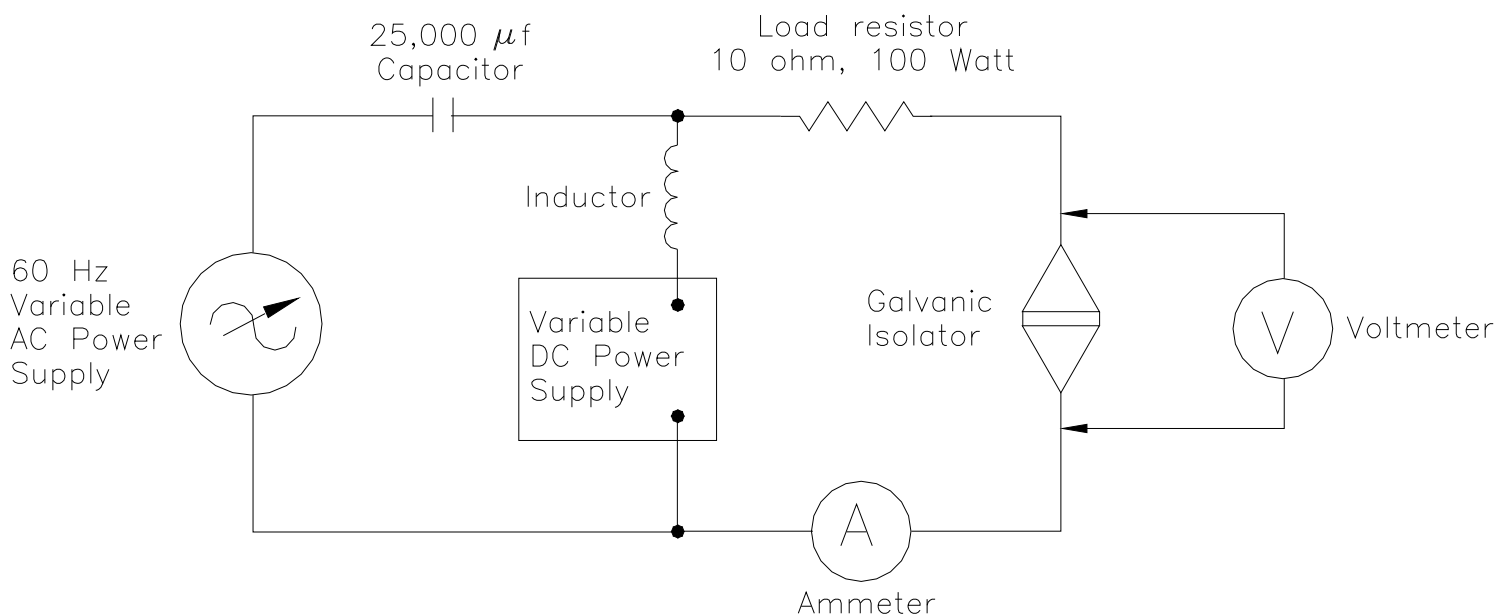 25,000 μf
Capacitor
Load resistor
10 ohm, 100 Watt
Inductor
60 Hz
Variable
AC Power
Supply
Variable
DC Power
Supply
Galvanic
Isolator
V
Voltmeter
A
Ammeter